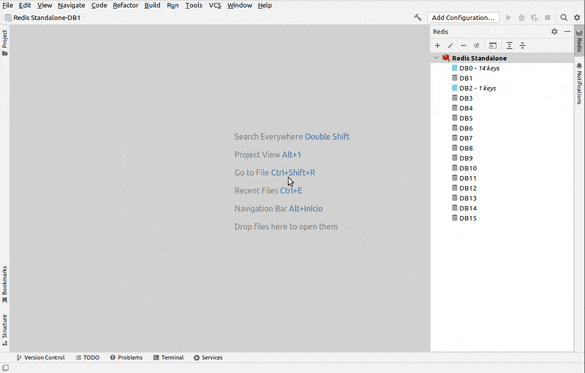 File Edit View Navigate Code Refactor Build Run Tools VCS Window Help
Redis Standalone-DB1
Add Configuration...
Project
Bookmarks
Structure
Search Everywhere Double Shift
Project View Alt+1
Go to File Ctrl+Shift+R
Recent Files Ctrl+E
Navigation Bar Alt+Inicio
Drop files here to open them
Redis
Redis Standalone
DB0 - 14 keys
DB1
DB2 - 1 keys
DB3
DB4
DB5
DB6
DB7
DB8
DB9
DB10
DB11
DB12
DB13
DB14
DB15
Redis
Notifications
Version Control TODO Problems Terminal Services